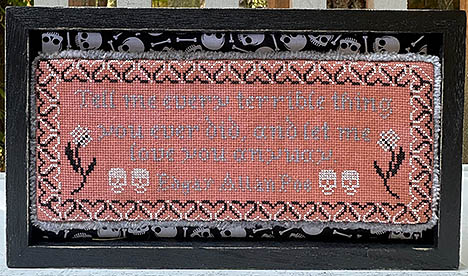 Tell me every terrible thing
you ever did, and let me
love you anyway.
Edgar Allan Poe